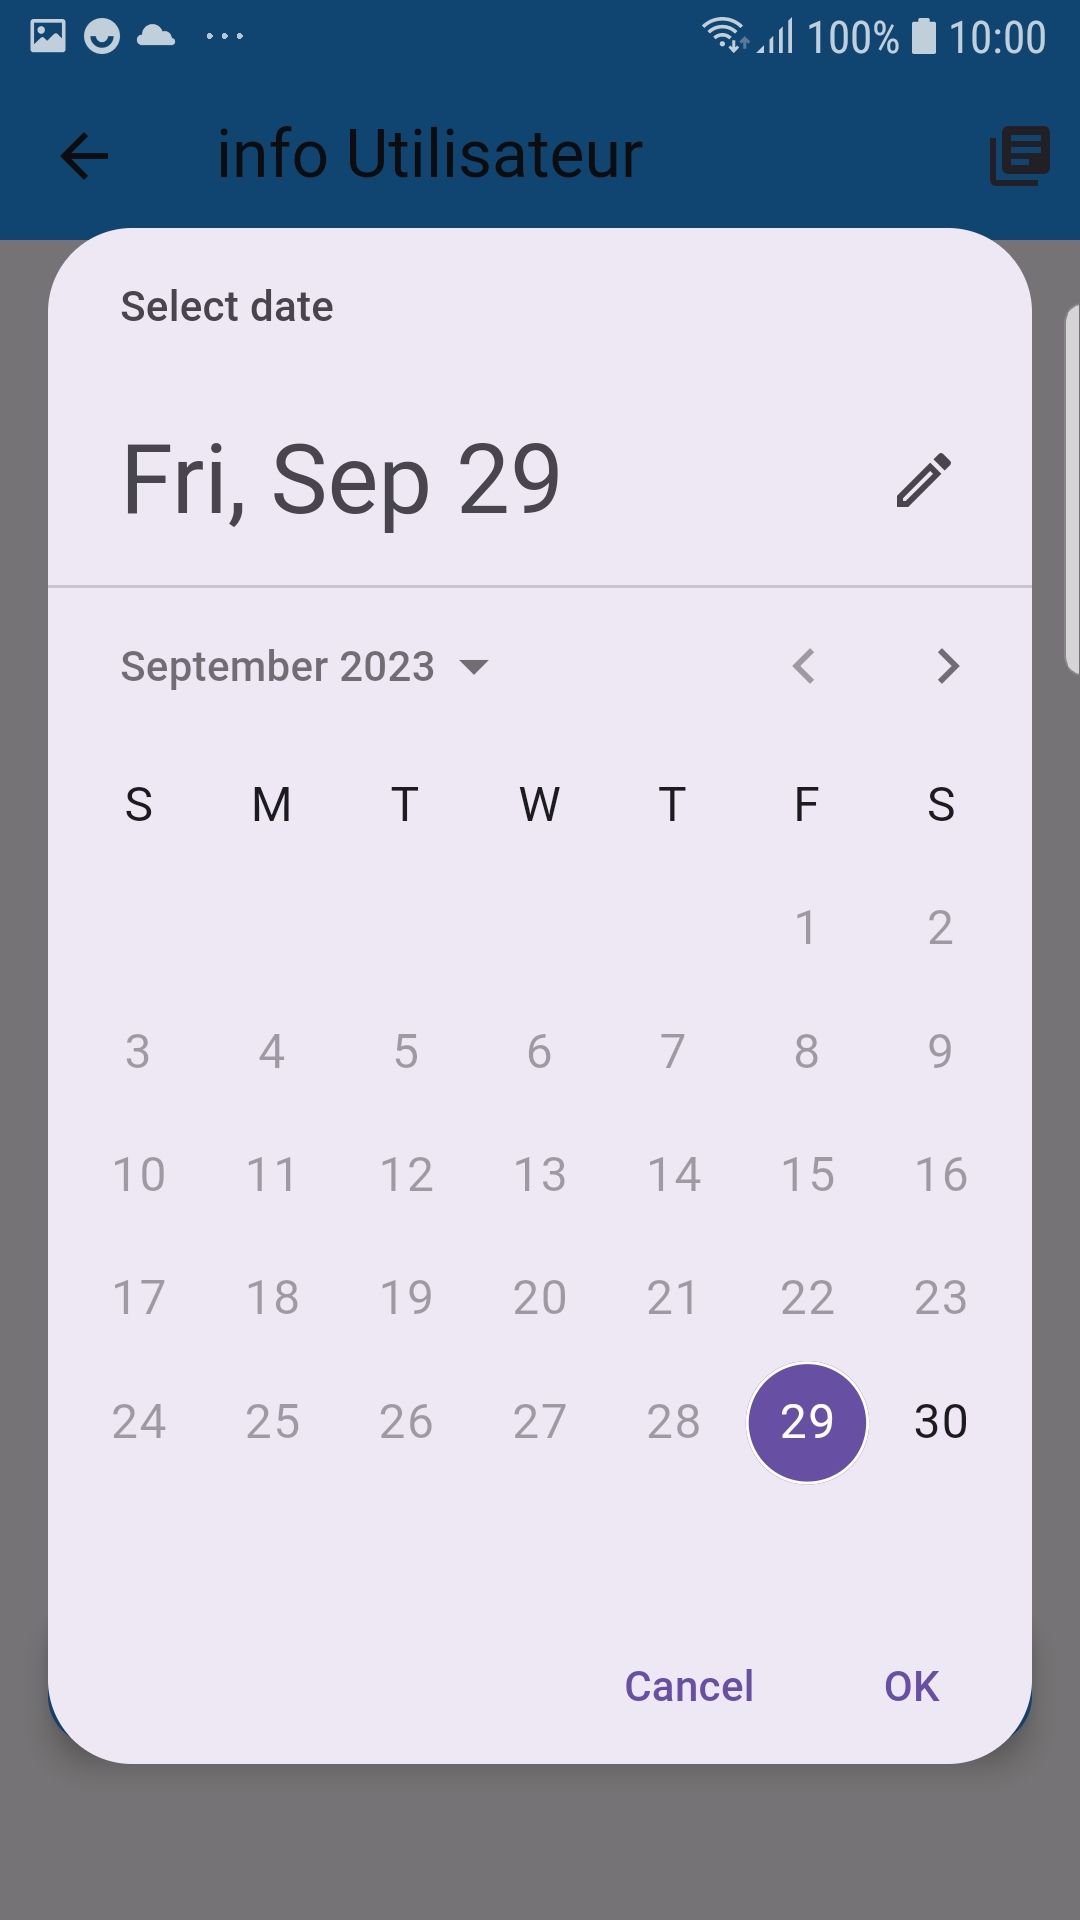 100% 10:00
info Utilisateur
Select date
Fri, Sep 29
September 2023
S M T W T F S
1 2
3 4 5 6 7 8 9
10 11 12 13 14 15 16
17 18 19 20 21 22 23
24 25 26 27 28 29 30
Cancel OK